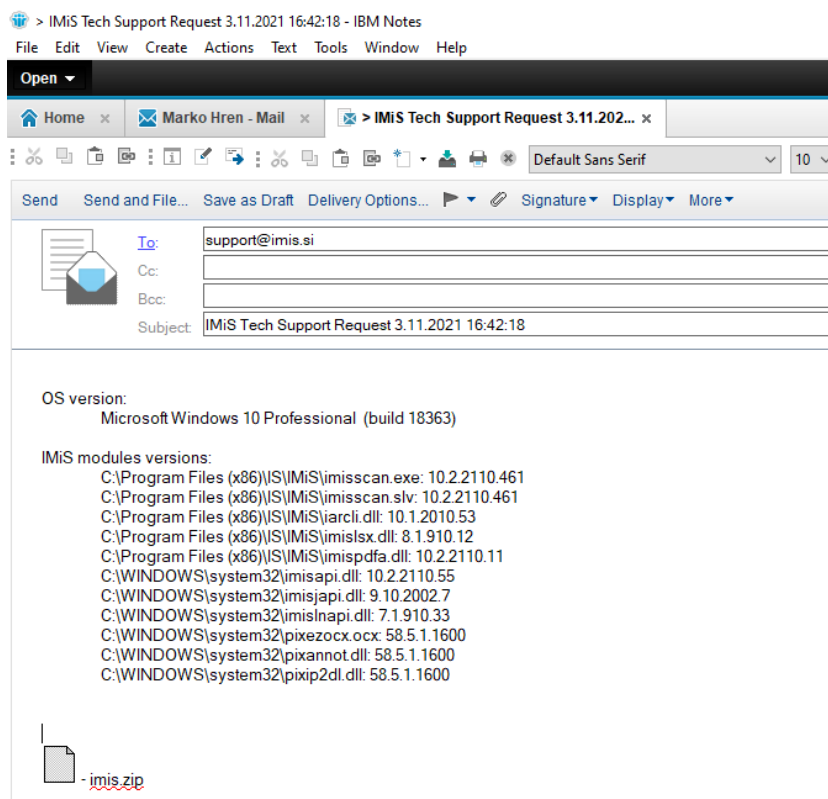 > IMiS Tech Support Request 3.11.2021 16:42:18 - IBM Notes
File Edit View Create Actions Text Tools Window Help
Open
Home Marko Hren - Mail > IMiS Tech Support Request 3.11.202...
Default Sans Serif 10
Send Send and File... Save as Draft Delivery Options... Signature Display More
To: support@imis.si
Cc:
Bcc:
Subject: IMiS Tech Support Request 3.11.2021 16:42:18
OS version:
Microsoft Windows 10 Professional (build 18363)
IMiS modules versions:
C:\Program Files (x86)\IS\IMiS\imisscan.exe: 10.2.2110.461
C:\Program Files (x86)\IS\IMiS\imisscan.slv: 10.2.2110.461
C:\Program Files (x86)\IS\IMiS\iarcli.dll: 10.1.2010.53
C:\Program Files (x86)\IS\IMiS\imislsx.dll: 8.1.910.12
C:\Program Files (x86)\IS\IMiS\imispdfa.dll: 10.2.2110.11
C:\WINDOWS\system32\imisapi.dll: 10.2.2110.55
C:\WINDOWS\system32\imisjapi.dll: 9.10.2002.7
C:\WINDOWS\system32\imislnapi.dll: 7.1.910.33
C:\WINDOWS\system32\pixezocx.ocx: 58.5.1.1600
C:\WINDOWS\system32\pixannot.dll: 58.5.1.1600
C:\WINDOWS\system32\pixip2dl.dll: 58.5.1.1600
- imis.zip